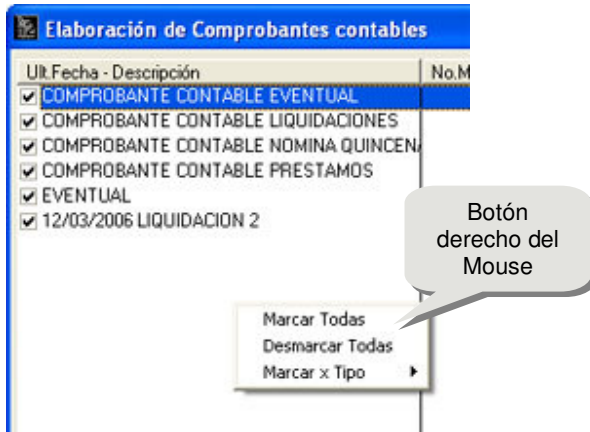 Elaboración de Comprobantes contables
Ult.Fecha - Descripción No.M
COMPROBANTE CONTABLE EVENTUAL
COMPROBANTE CONTABLE LIQUIDACIONES
COMPROBANTE CONTABLE NOMINA QUINCENA
COMPROBANTE CONTABLE PRESTAMOS
EVENTUAL
12/03/2006 LIQUIDACION 2
Botón
derecho del
Mouse
Marcar Todas
Desmarcar Todas
Marcar x Tipo